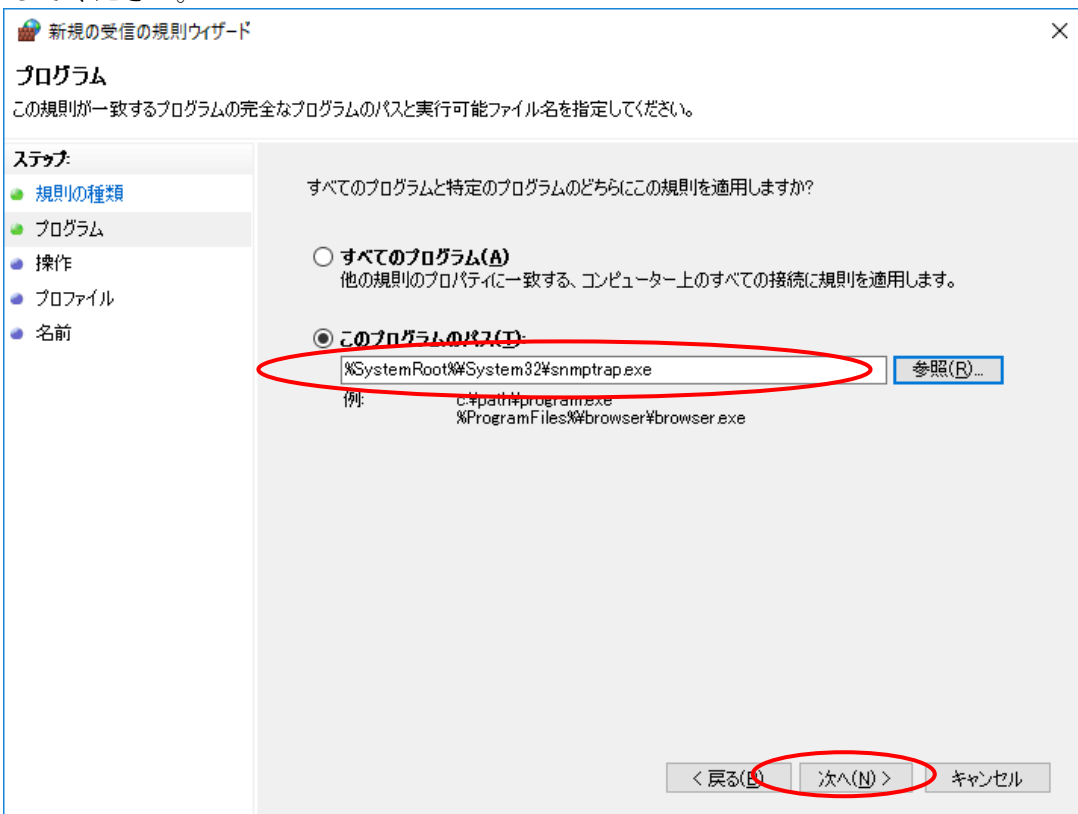 新規の受信の規則ウィザード
プログラム
この規則が一致するプログラムの完全なプログラムのパスと実行可能ファイル名を指定してください。
ステップ:
規則の種類
プログラム
操作
プロファイル
名前
すべてのプログラムと特定のプログラムのどちらにこの規則を適用しますか?
すべてのプログラム(A)
他の規則のプロパティに一致する、コンピューター上のすべての接続に規則を適用します。
このプログラムのパス(T):
%SystemRoot%¥System32¥snmptrap.exe
参照(R)...
例: c:¥path¥program.exe
%ProgramFiles%¥browser¥browser.exe
< 戻る(B) 次へ(N) > キャンセル